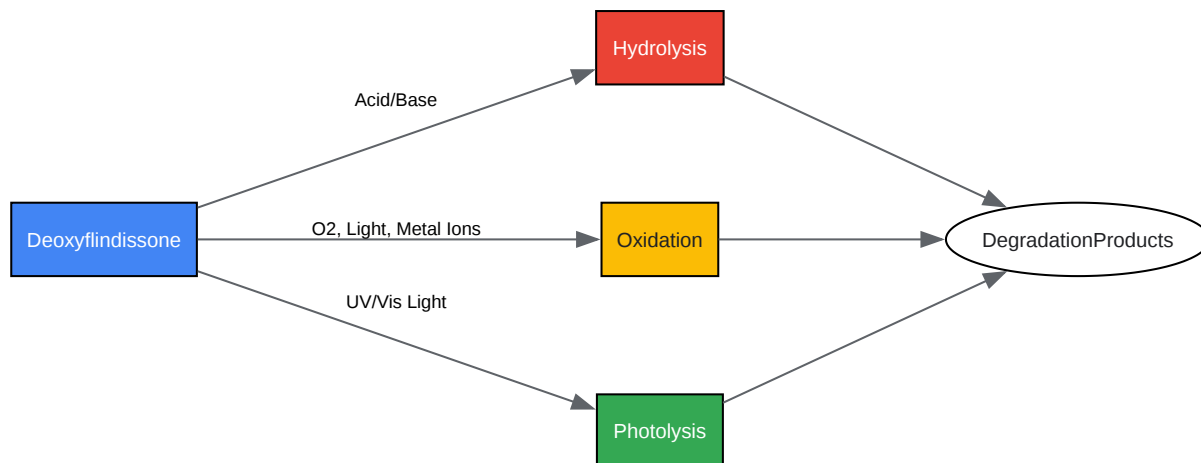 Hydrolysis
Acid/Base
Deoxyflindissone
O2, Light, Metal Ions
Oxidation
DegradationProducts
UV/Vis Light
Photolysis